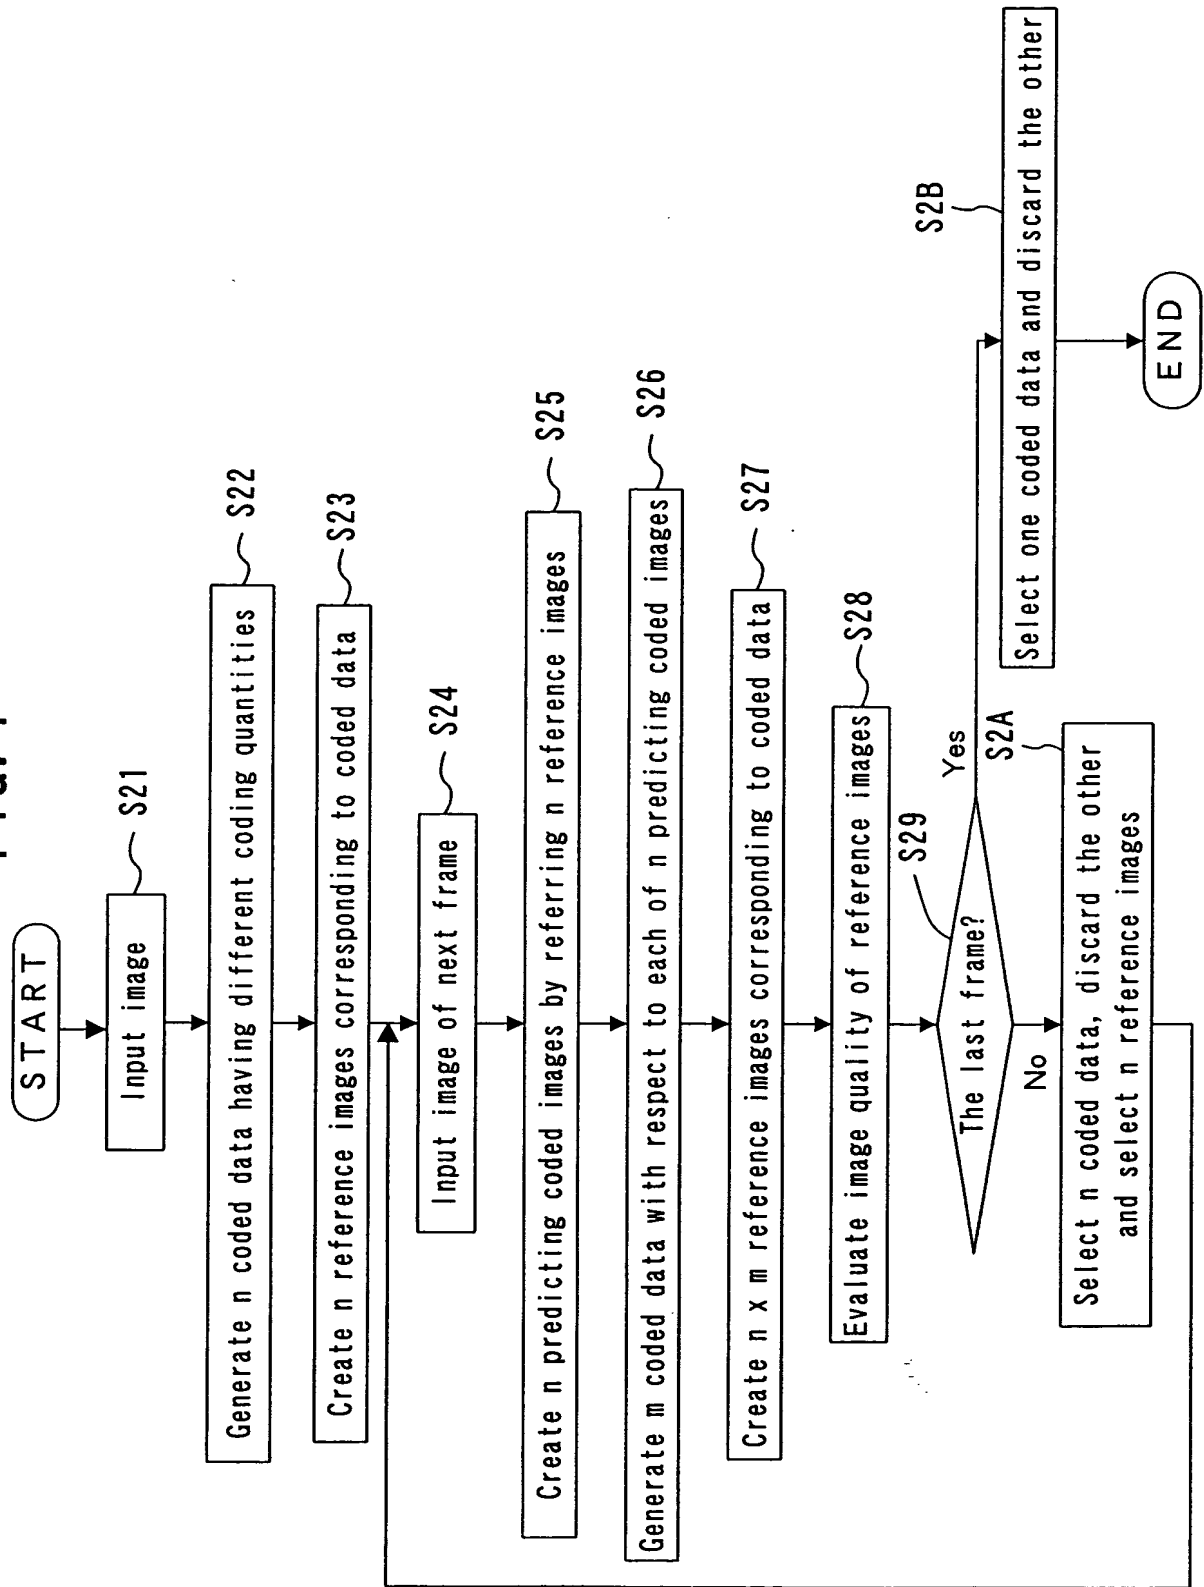 START
Input image
S21
Generate n coded data having different coding quantities
S22
Create n reference images corresponding to coded data
S23
Input image of next frame
S24
Create n predicting coded images by referring n reference images
S25
Generate m coded data with respect to each of n predicting coded images
S26
Create n x m reference images corresponding to coded data
S27
Evaluate image quality of reference images
S28
The last frame?
S29
Yes
No
Select n coded data, discard the other
and select n reference images
S2A
Select one coded data and discard the other
S2B
END